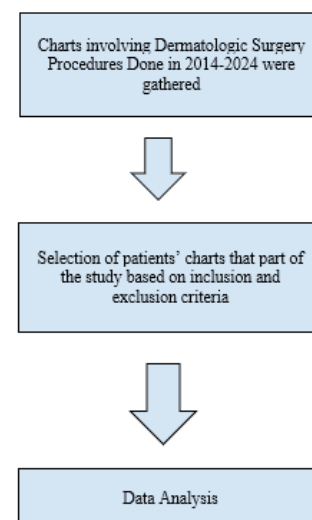 Charts involving Dermatologic Surgery
Procedures Done in 2014-2024 were
gathered
Selection of patients’ charts that part of
the study based on inclusion and
exclusion criteria
Data Analysis